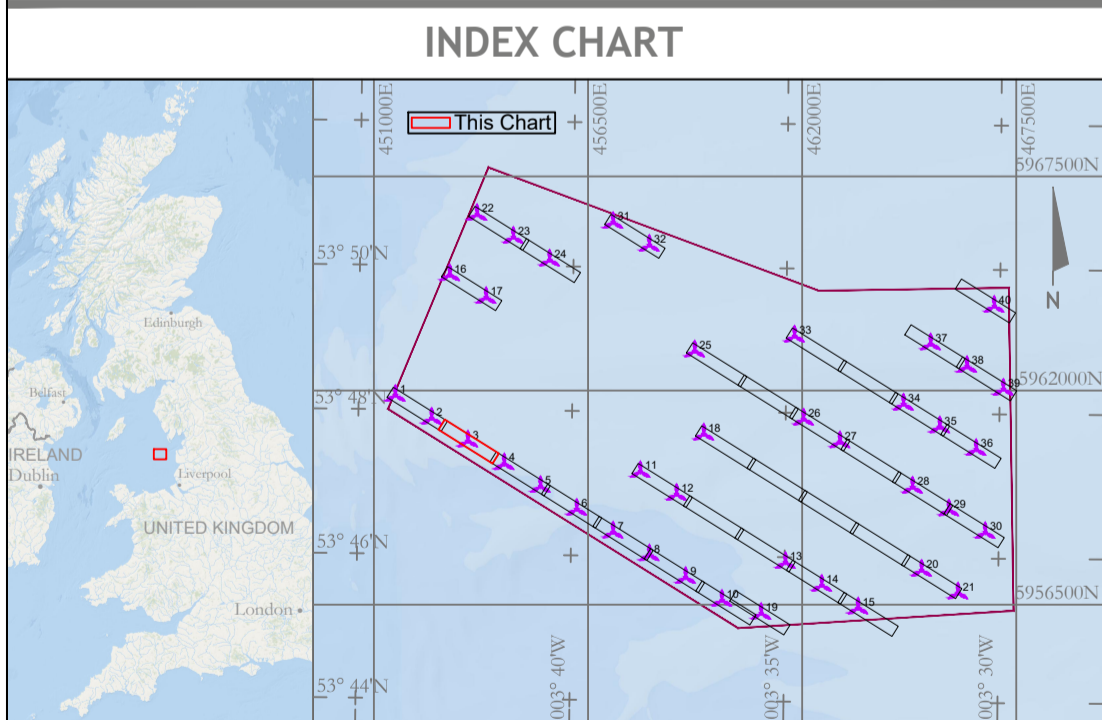 INDEX CHART
This Chart
451000E
456500E
462000E
467500E
5967500N
5962000N
5956500N
53° 50'N
53° 48'N
53° 46'N
53° 44'N
003° 40'W
003° 35'W
003° 30'W
N
Edinburgh
Belfast
IRELAND
Dublin
Liverpool
UNITED KINGDOM
London
22
23
24
31
32
16
17
40
37
38
39
33
34
35
36
25
26
27
28
29
30
18
20
21
11
12
13
14
15
1
2
3
4
5
6
7
8
9
10
19